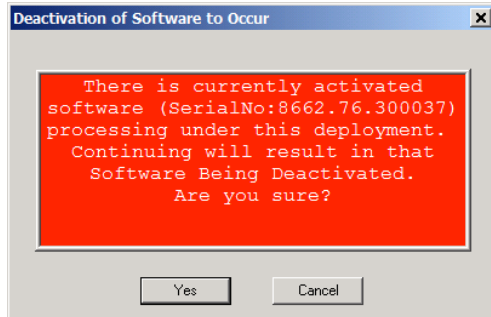 Deactivation of Software to Occur
There is currently activated
software (SerialNo:8662.76.300037)
processing under this deployment.
Continuing will result in that
Software Being Deactivated.
Are you sure?
Yes
Cancel